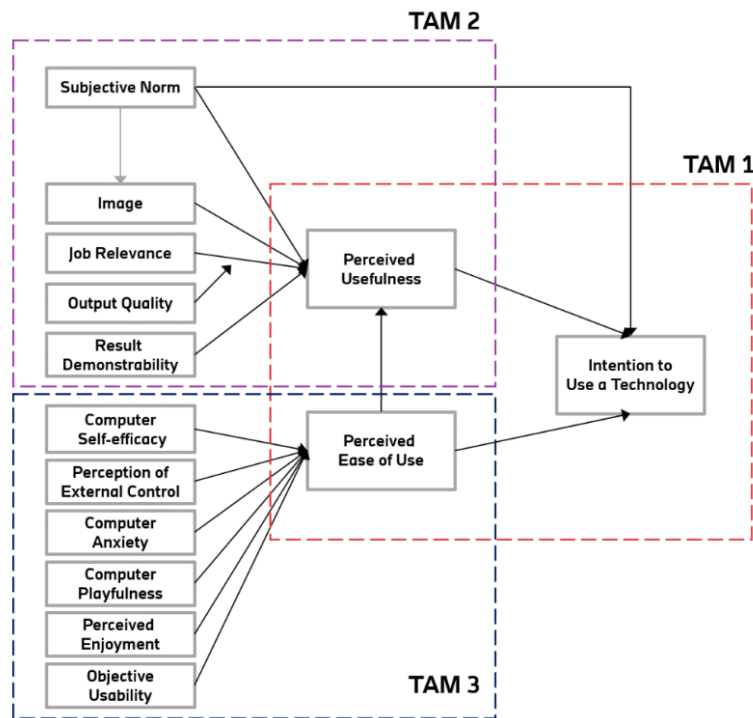 TAM 2
Subjective Norm
TAM 1
Image
Job Relevance
Output Quality
Result
Demonstrability
Perceived
Usefulness
Intention to
Use a Technology
Computer
Self-efficacy
Perception of
External Control
Computer
Anxiety
Computer
Playfulness
Perceived
Enjoyment
Objective
Usability
Perceived
Ease of Use
TAM 3